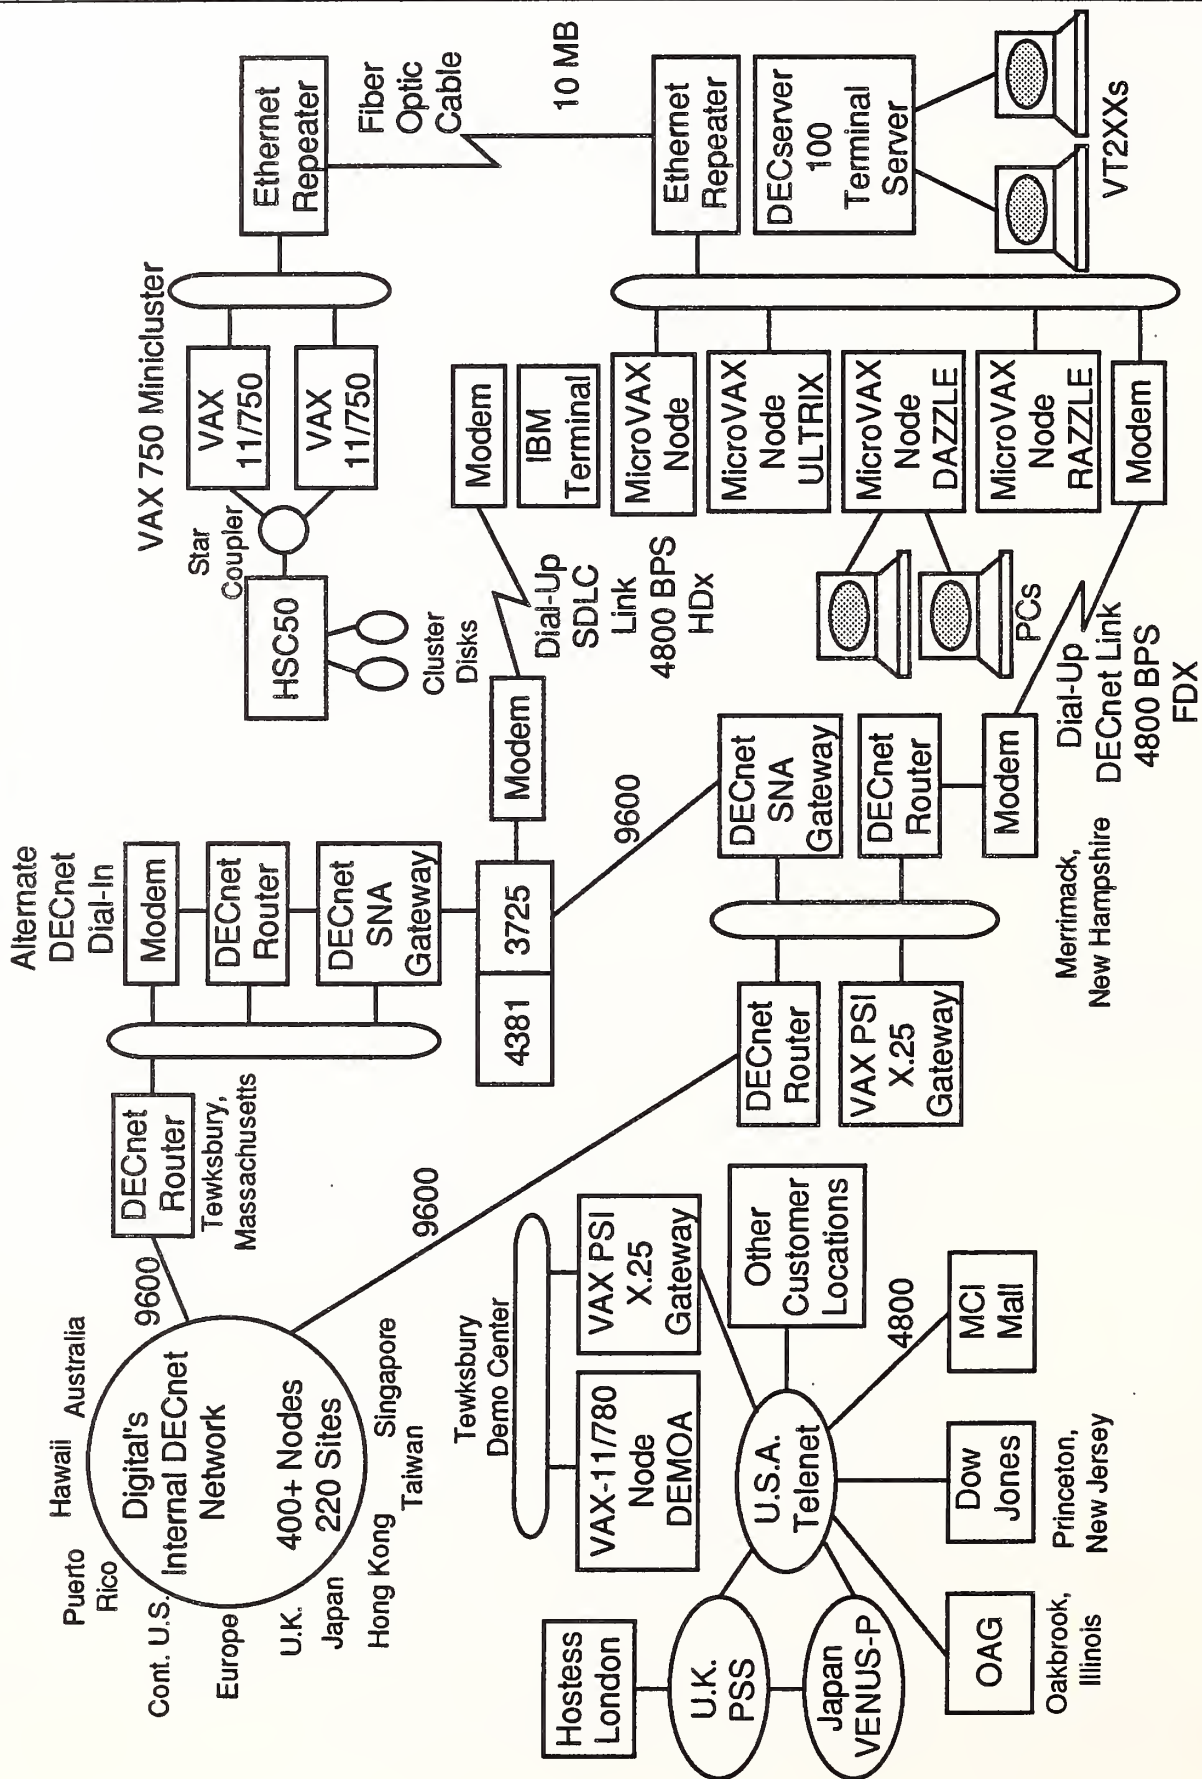 Puerto
Rico
Hawaii
Australia
Cont. U.S.
Europe
U.K.
Japan
Hong Kong
Taiwan
Singapore
Digital's
Internal DECnet
Network
400+ Nodes
220 Sites
9600
DECnet
Router
Tewksbury,
Massachusetts
Alternate
DECnet
Dial-In
Modem
DECnet
Router
DECnet
SNA
Gateway
4381
3725
Modem
VAX 750 Minicluster
Star
Coupler
HSC50
Cluster
Disks
VAX
11/750
VAX
11/750
Ethernet
Repeater
Fiber
Optic
Cable
10 MB
Modem
IBM
Terminal
Dial-Up
SDLC
Link
4800 BPS
HDx
9600
9600
Hostess
London
U.K.
PSS
Japan
VENUS-P
Tewksbury
Demo Center
VAX-11/780
Node
DEMOA
VAX PSI
X.25
Gateway
U.S.A.
Telenet
Other
Customer
Locations
4800
OAG
Oakbrook,
Illinois
Dow
Jones
Princeton,
New Jersey
MCI
Mall
DECnet
Router
VAX PSI
X.25
Gateway
DECnet
SNA
Gateway
DECnet
Router
Modem
Merrimack,
New Hampshire
Dial-Up
DECnet Link
4800 BPS
FDX
PCs
MicroVAX
Node
MicroVAX
Node
ULTRIX
MicroVAX
Node
DAZZLE
MicroVAX
Node
RAZZLE
Modem
Ethernet
Repeater
DECserver
100
Terminal
Server
VT2XXs